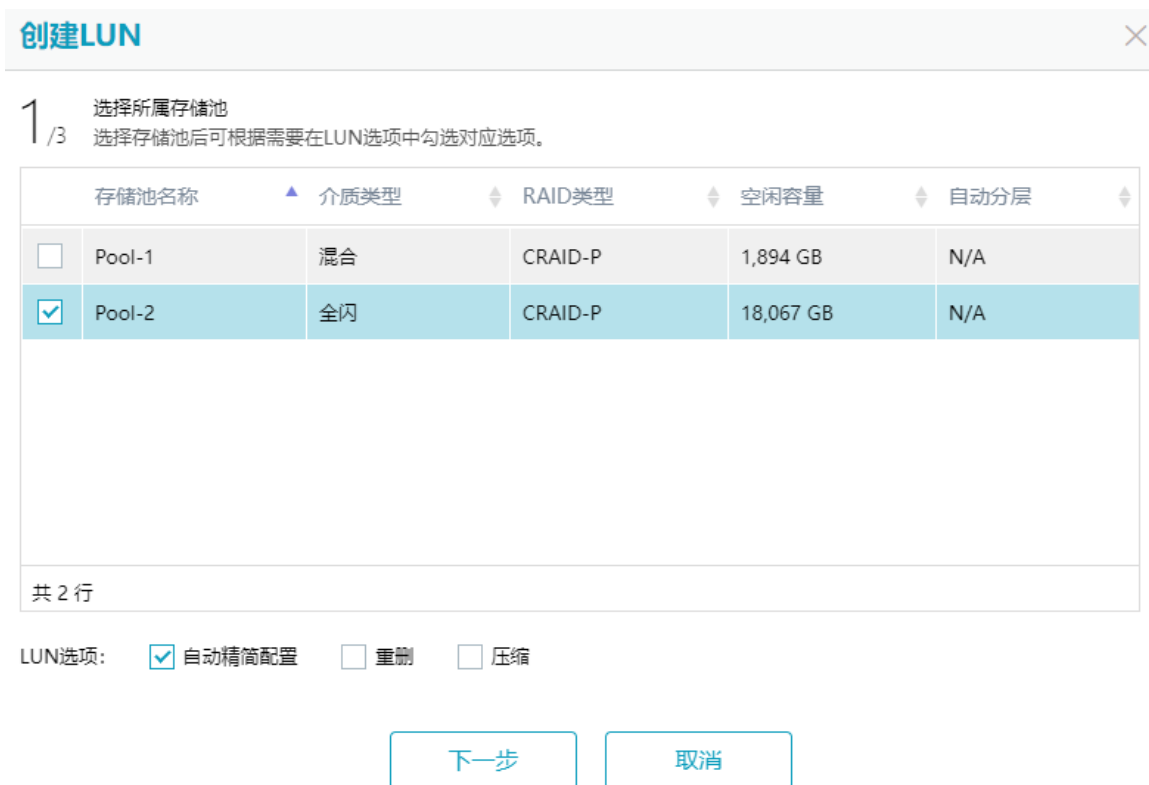 创建LUN
1/3 选择所属存储池
选择存储池后可根据需要在LUN选项中勾选对应选项。
存储池名称 介质类型 RAID类型 空闲容量 自动分层
Pool-1 混合 CRAID-P 1,894 GB N/A
Pool-2 全闪 CRAID-P 18,067 GB N/A
共 2 行
LUN选项: 自动精简配置 重删 压缩
下一步 取消